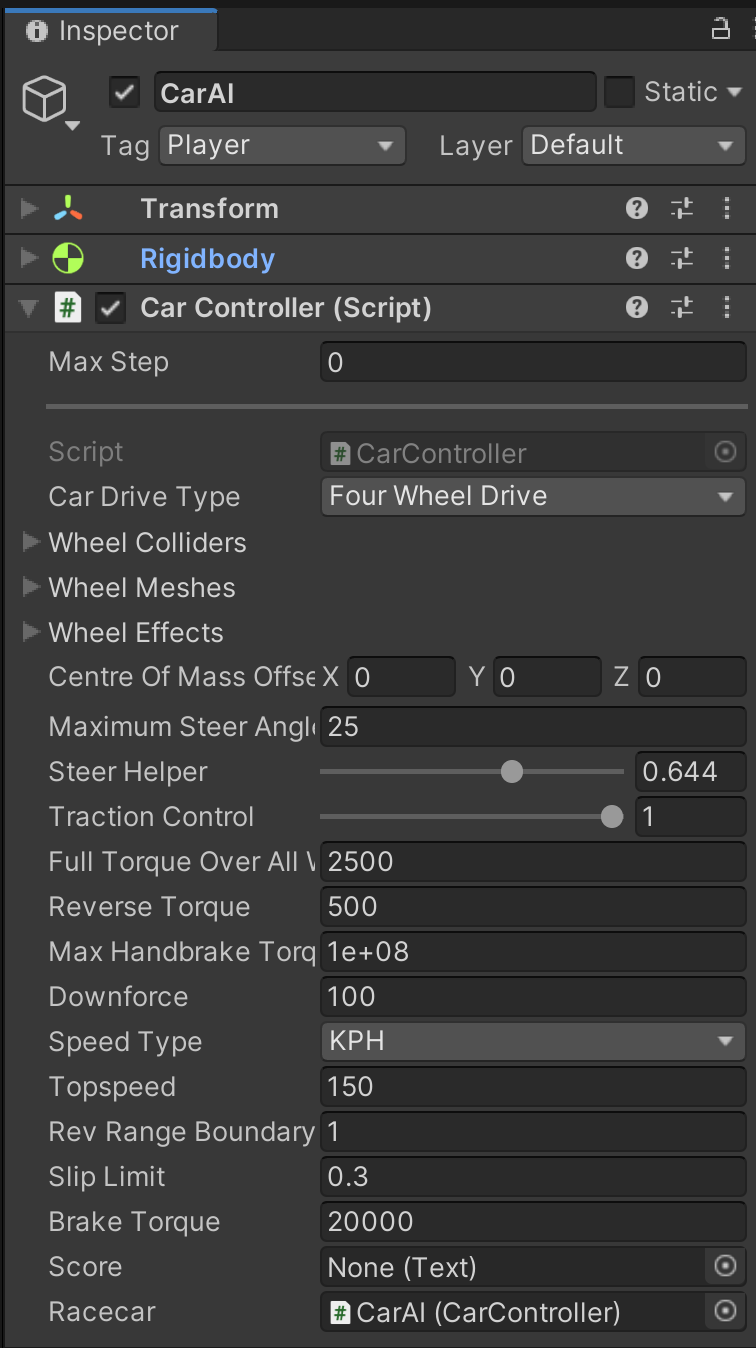 Inspector
CarAI Static
Tag Player Layer Default
Transform
Rigidbody
# Car Controller (Script)
Max Step 0
Script # CarController
Car Drive Type Four Wheel Drive
Wheel Colliders
Wheel Meshes
Wheel Effects
Centre Of Mass Offse X 0 Y 0 Z 0
Maximum Steer Angle 25
Steer Helper 0.644
Traction Control 1
Full Torque Over All W 2500
Reverse Torque 500
Max Handbrake Torq 1e+08
Downforce 100
Speed Type KPH
Topspeed 150
Rev Range Boundary 1
Slip Limit 0.3
Brake Torque 20000
Score None (Text)
Racecar # CarAI (CarController)